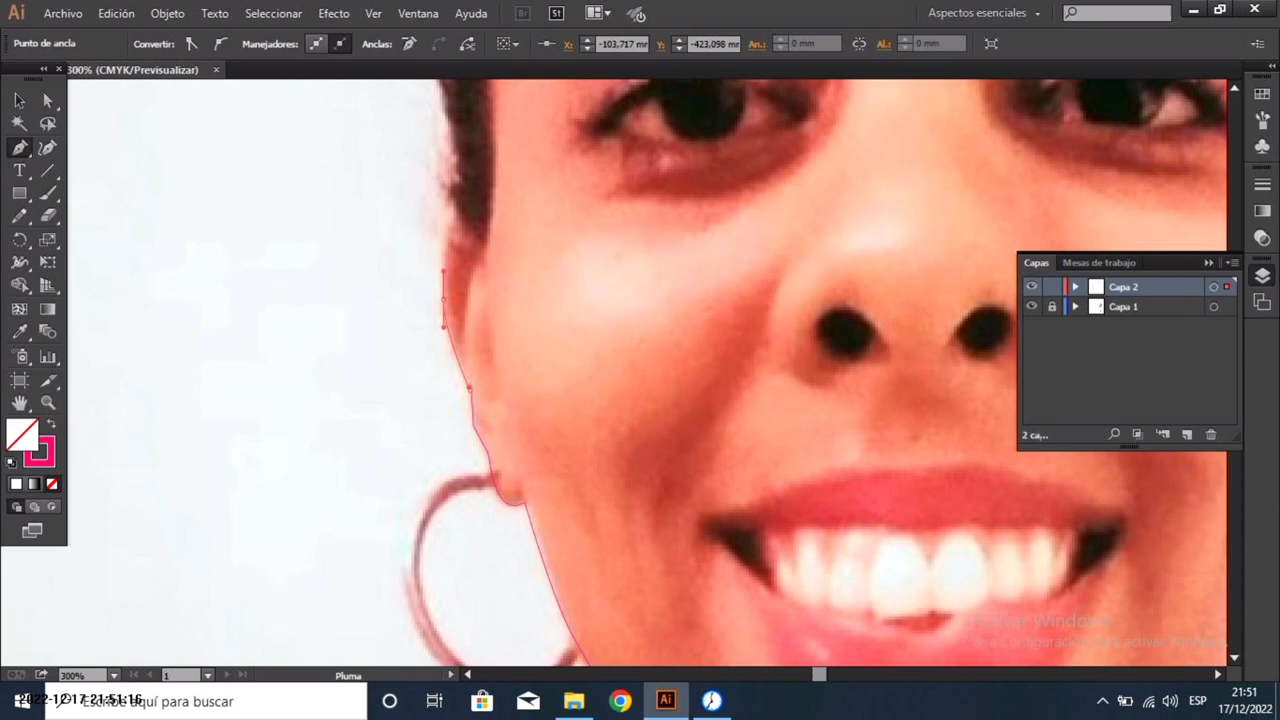 Ai Archivo Edición Objeto Texto Seleccionar Efecto Ver Ventana Ayuda Br St Aspectos esenciales
Punto de ancla Convertir: Manejadores: Anclas: X: -103,717 mr Y: -423,098 mr An.: 0 mm Al.: 0 mm
300% (CMYK/Previsualizar)
Capas Mesas de trabajo
Capa 2
Capa 1
2 ca...
Activar Windows
300% 1 Pluma
2022-12-17 21:51:16
Escribe aquí para buscar
Ai
ESP
21:51
17/12/2022